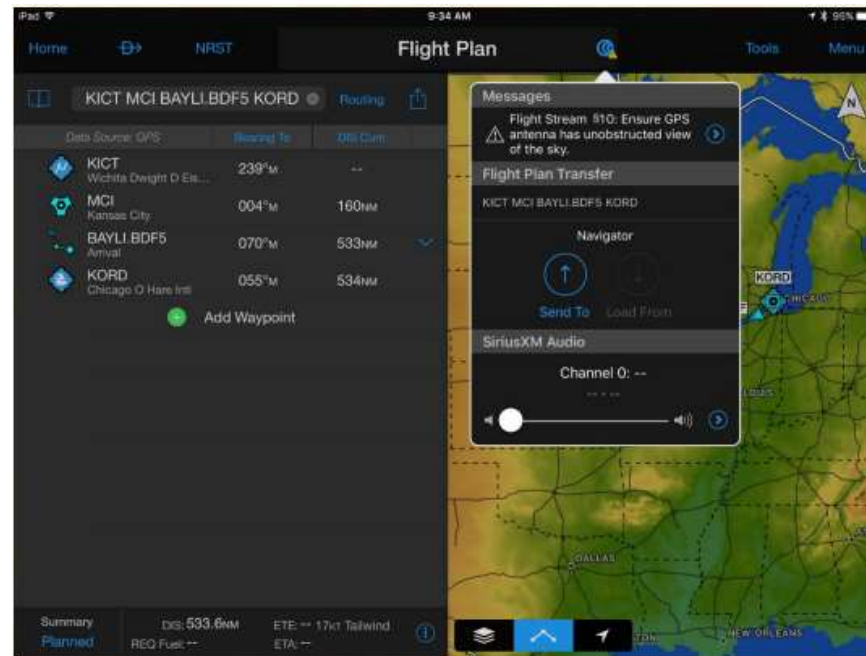 iPad
9:34 AM
96%
Home
NRST
Flight Plan
Tools
Menu
KICT MCI BAYLI.BDF5 KORD
Routing
Data Source: GPS
Bearing To
DIS Cum
KICT
239°M
--
Wichita Dwight D Eis...
MCI
004°M
160NM
Kansas City
BAYLI.BDF5
070°M
533NM
Arrival
KORD
055°M
534NM
Chicago O Hare Intl
Add Waypoint
Messages
Flight Stream 510: Ensure GPS
antenna has unobstructed view
of the sky.
Flight Plan Transfer
KICT MCI BAYLI.BDF5 KORD
Navigator
Send To
Load From
SiriusXM Audio
Channel 0: --
-- - --
N
KORD
CHICAGO
DALLAS
NEW ORLEANS
Summary
Planned
DIS: 533.6NM
ETE: -- 17KT Tailwind
REQ Fuel: --
ETA: --